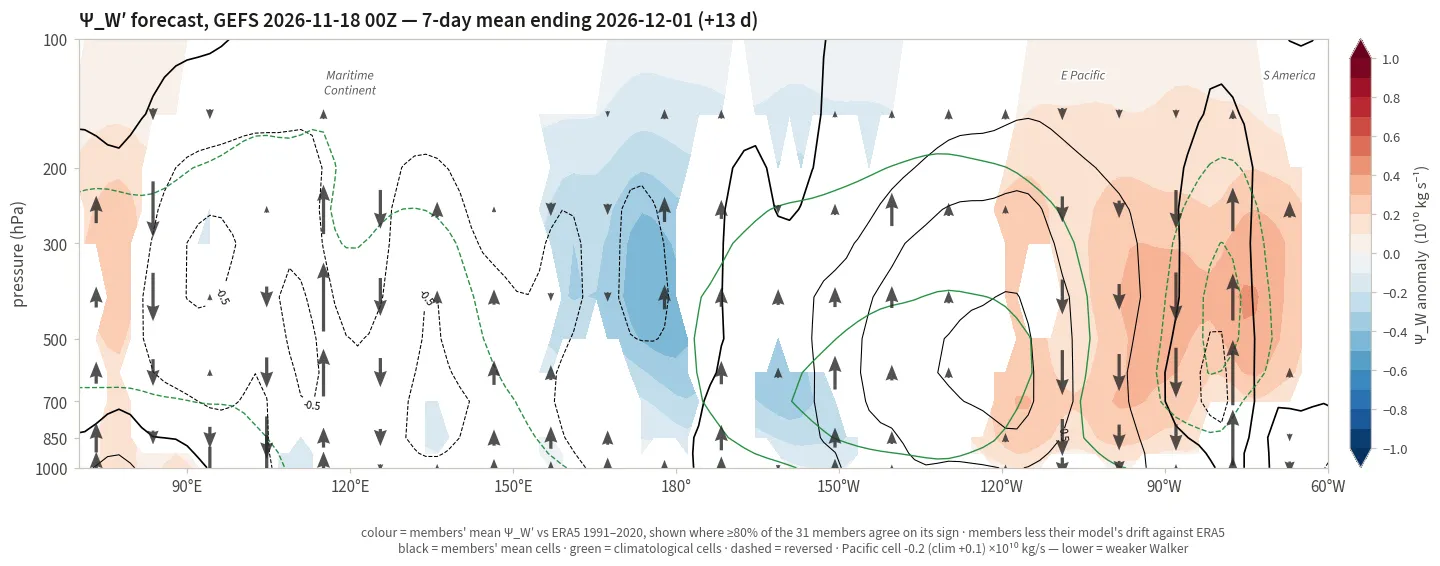 Ψ_W′ forecast, GEFS 2026-11-18 00Z — 7-day mean ending 2026-12-01 (+13 d)
100
200
300
400
500
700
850
1000
pressure (hPa)
Maritime
Continent
E Pacific
S America
-0.5
-0.5
-0.5
0.5
90°E
120°E
150°E
180°
150°W
120°W
90°W
60°W
1.0
0.8
0.6
0.4
0.2
0.0
−0.2
−0.4
−0.6
−0.8
−1.0
Ψ_W anomaly (10¹⁰ kg s⁻¹)
colour = members' mean Ψ_W′ vs ERA5 1991–2020, shown where ≥80% of the 31 members agree on its sign · members less their model's drift against ERA5
black = members' mean cells · green = climatological cells · dashed = reversed · Pacific cell -0.2 (clim +0.1) ×10¹⁰ kg/s — lower = weaker Walker